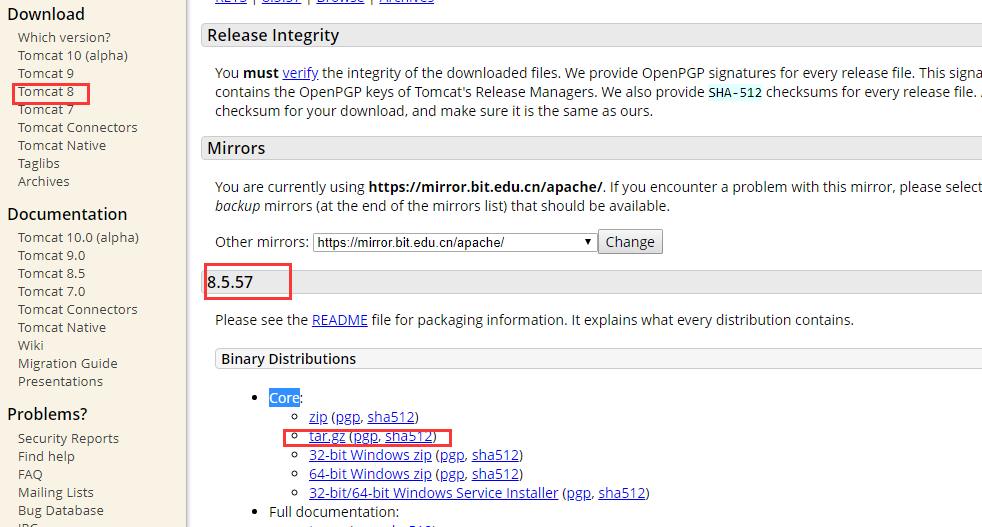 Download
Which version?
Tomcat 10 (alpha)
Tomcat 9
Tomcat 8
Tomcat 7
Tomcat Connectors
Tomcat Native
Taglibs
Archives
Documentation
Tomcat 10.0 (alpha)
Tomcat 9.0
Tomcat 8.5
Tomcat 7.0
Tomcat Connectors
Tomcat Native
Wiki
Migration Guide
Presentations
Problems?
Security Reports
Find help
FAQ
Mailing Lists
Bug Database
IRC
KEYS | 8.5.57 | Browse | Archives
Release Integrity
You must verify the integrity of the downloaded files. We provide OpenPGP signatures for every release file. This signa
contains the OpenPGP keys of Tomcat's Release Managers. We also provide SHA-512 checksums for every release file.
checksum for your download, and make sure it is the same as ours.
Mirrors
You are currently using https://mirror.bit.edu.cn/apache/. If you encounter a problem with this mirror, please select
backup mirrors (at the end of the mirrors list) that should be available.
Other mirrors: https://mirror.bit.edu.cn/apache/ Change
8.5.57
Please see the README file for packaging information. It explains what every distribution contains.
Binary Distributions
Core:
zip (pgp, sha512)
tar.gz (pgp, sha512)
32-bit Windows zip (pgp, sha512)
64-bit Windows zip (pgp, sha512)
32-bit/64-bit Windows Service Installer (pgp, sha512)
Full documentation: